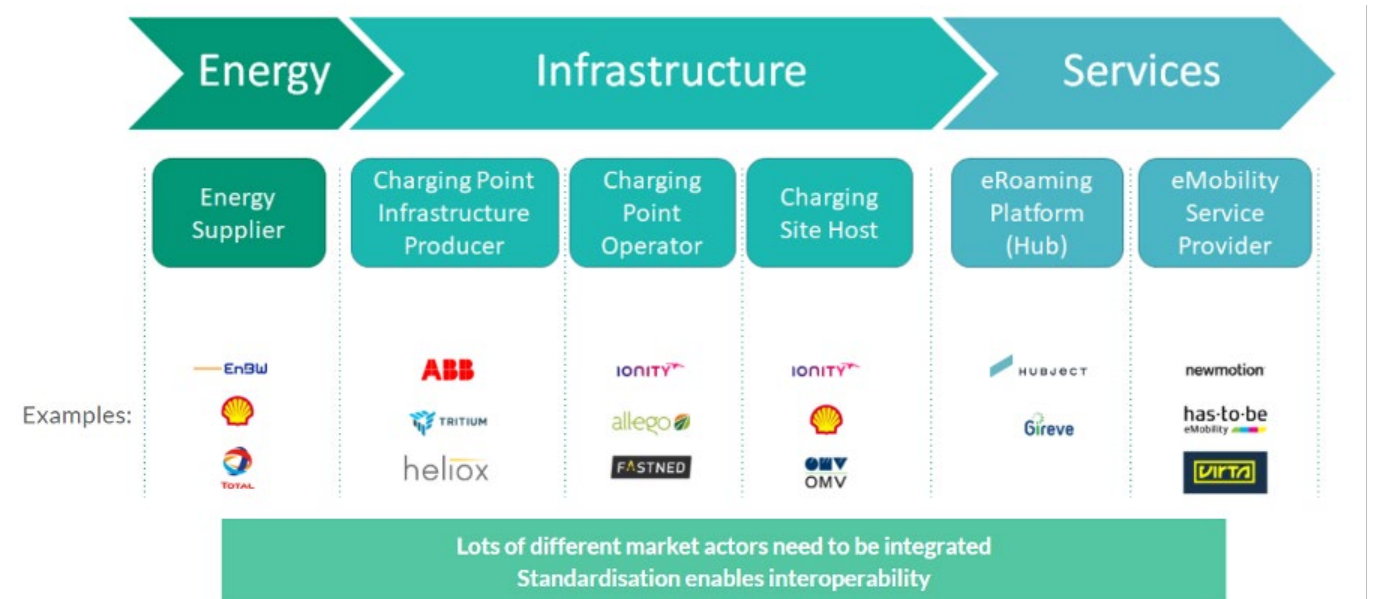 Energy
Infrastructure
Services
Energy
Supplier
Charging Point
Infrastructure
Producer
Charging
Point
Operator
Charging
Site Host
eRoaming
Platform
(Hub)
eMobility
Service
Provider
Examples:
EnBW
TOTAL
ABB
TRITIUM
heliox
IONITY
allego
FASTNED
IONITY
OMV
OMV
HUBJECT
Gireve
newmotion
has·to·be
eMobility
VIRTA
Lots of different market actors need to be integrated
Standardisation enables interoperability